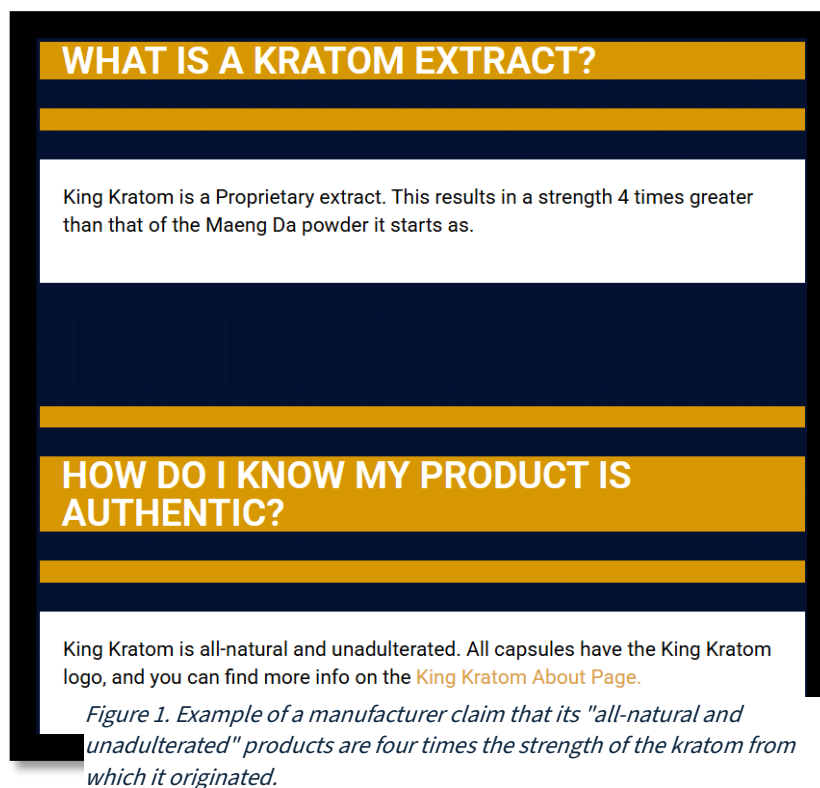 WHAT IS A KRATOM EXTRACT?
King Kratom is a Proprietary extract. This results in a strength 4 times greater
than that of the Maeng Da powder it starts as.
HOW DO I KNOW MY PRODUCT IS
AUTHENTIC?
King Kratom is all-natural and unadulterated. All capsules have the King Kratom
logo, and you can find more info on the King Kratom About Page.
Figure 1. Example of a manufacturer claim that its "all-natural and
unadulterated" products are four times the strength of the kratom from
which it originated.